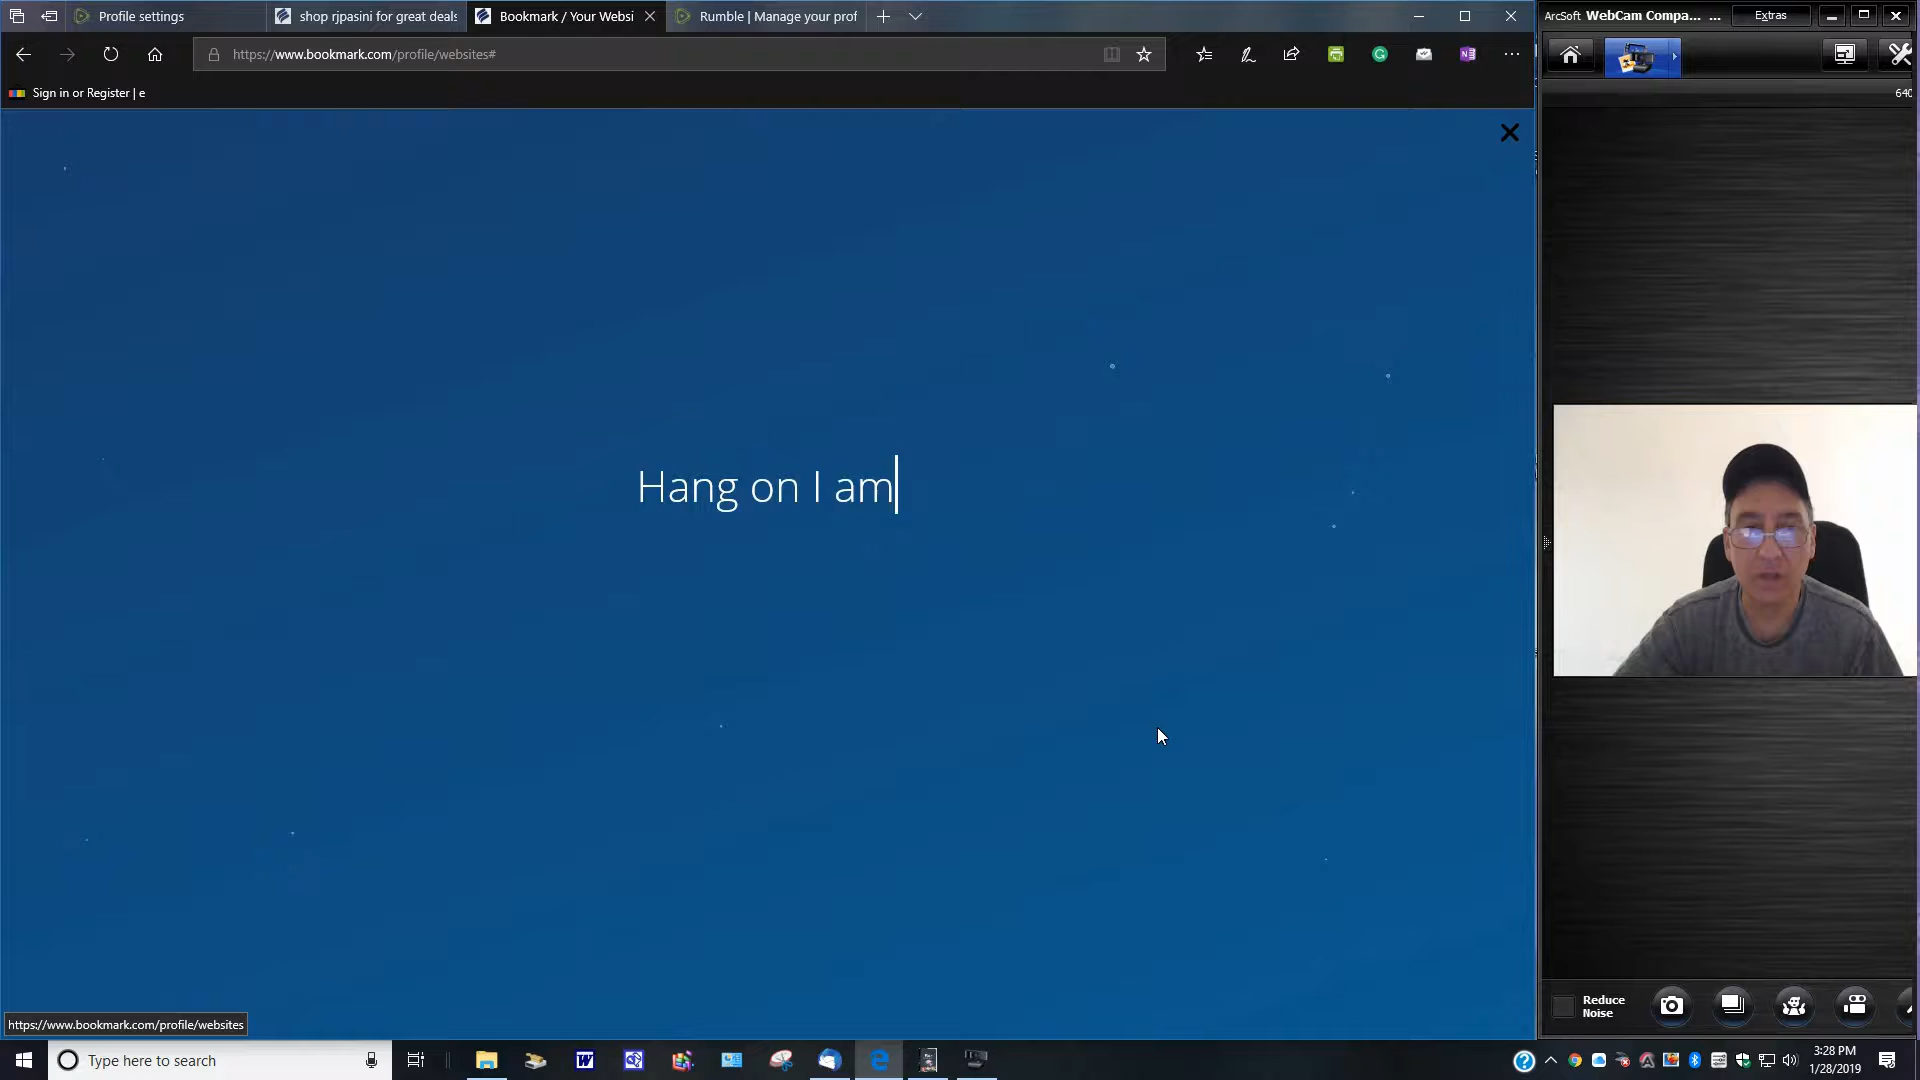 Profile settings
shop rjpasini for great deals
Bookmark / Your Websi
Rumble | Manage your prof
ArcSoft WebCam Compa... ...
Extras
https://www.bookmark.com/profile/websites#
Sign in or Register | e
640
Hang on I am
Reduce
Noise
https://www.bookmark.com/profile/websites
Type here to search
3:28 PM
1/28/2019